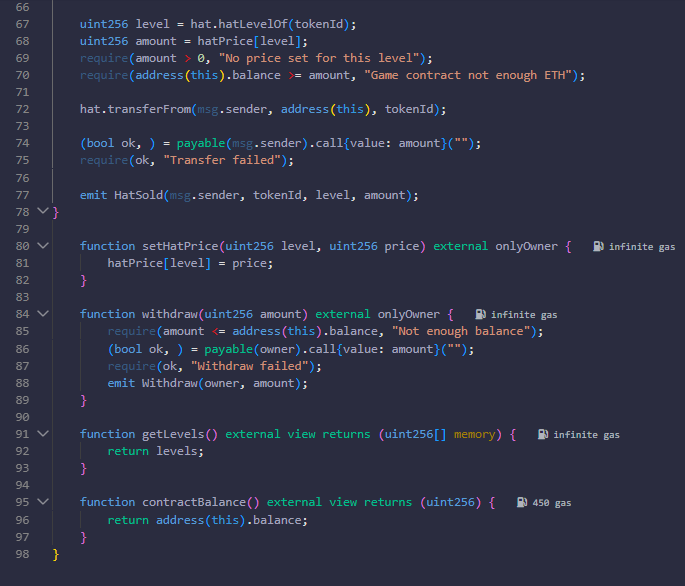 66
67 uint256 level = hat.hatLevelOf(tokenId);
68 uint256 amount = hatPrice[level];
69 require(amount > 0, "No price set for this level");
70 require(address(this).balance >= amount, "Game contract not enough ETH");
71
72 hat.transferFrom(msg.sender, address(this), tokenId);
73
74 (bool ok, ) = payable(msg.sender).call{value: amount}("");
75 require(ok, "Transfer failed");
76
77 emit HatSold(msg.sender, tokenId, level, amount);
78 }
79
80 function setHatPrice(uint256 level, uint256 price) external onlyOwner { infinite gas
81 hatPrice[level] = price;
82 }
83
84 function withdraw(uint256 amount) external onlyOwner { infinite gas
85 require(amount <= address(this).balance, "Not enough balance");
86 (bool ok, ) = payable(owner).call{value: amount}("");
87 require(ok, "Withdraw failed");
88 emit Withdraw(owner, amount);
89 }
90
91 function getLevels() external view returns (uint256[] memory) { infinite gas
92 return levels;
93 }
94
95 function contractBalance() external view returns (uint256) { 450 gas
96 return address(this).balance;
97 }
98 }